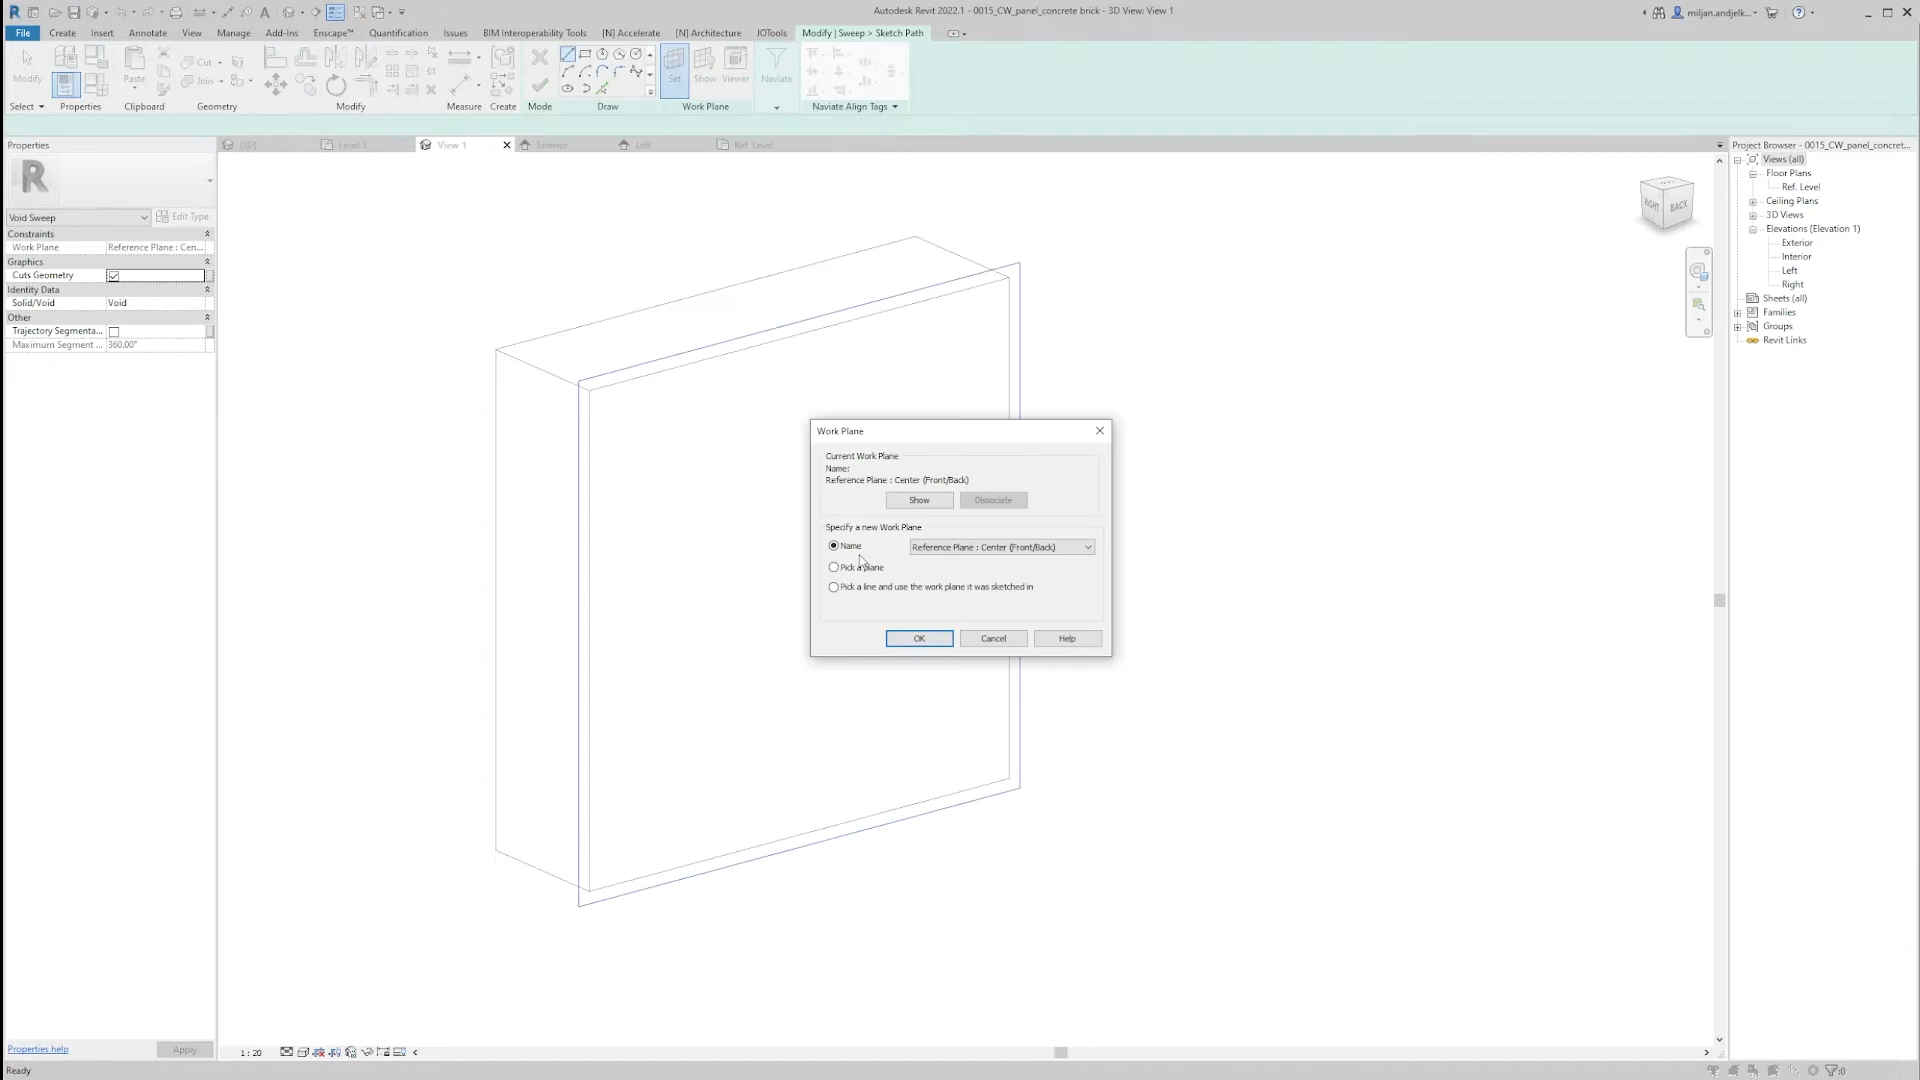 Autodesk Revit 2022.1 - 0015_CW_panel_concrete brick - 3D View: View 1
miljan.andjelk...
File Create Insert Annotate View Manage Add-Ins Enscape™ Quantification Issues BIM Interoperability Tools [N] Accelerate [N] Architecture JOTools Modify | Sweep > Sketch Path
Modify Paste Cut Join Set Show Viewer Naviate
Select Properties Clipboard Geometry Modify Measure Create Mode Draw Work Plane Naviate Align Tags
Properties
(3D) Level 1 View 1 Exterior Left Ref. Level
Project Browser - 0015_CW_panel_concret...
Void Sweep Edit Type
Constraints
Work Plane Reference Plane : Cen...
Graphics
Cuts Geometry
Identity Data
Solid/Void Void
Other
Trajectory Segmenta...
Maximum Segment ... 360.00°
Properties help Apply
RIGHT BACK
Views (all)
Floor Plans
Ref. Level
Ceiling Plans
3D Views
Elevations (Elevation 1)
Exterior
Interior
Left
Right
Sheets (all)
Families
Groups
Revit Links
Work Plane
Current Work Plane
Name:
Reference Plane : Center (Front/Back)
Show Dissociate
Specify a new Work Plane
Name Reference Plane : Center (Front/Back)
Pick a plane
Pick a line and use the work plane it was sketched in
OK Cancel Help
1 : 20
Ready
:0